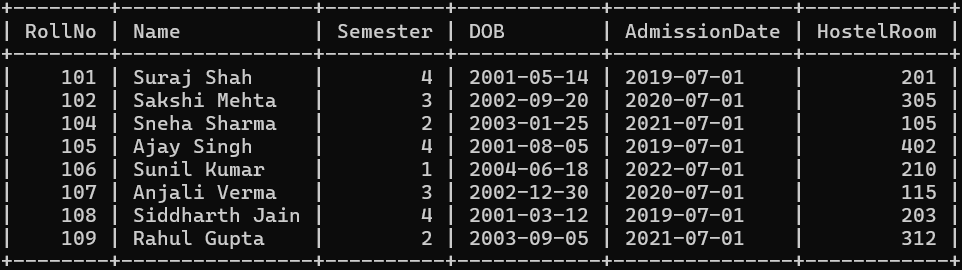 +--------+---------------+----------+------------+---------------+------------+
| RollNo | Name          | Semester | DOB        | AdmissionDate | HostelRoom |
+--------+---------------+----------+------------+---------------+------------+
|    101 | Suraj Shah    |        4 | 2001-05-14 | 2019-07-01    |        201 |
|    102 | Sakshi Mehta  |        3 | 2002-09-20 | 2020-07-01    |        305 |
|    104 | Sneha Sharma  |        2 | 2003-01-25 | 2021-07-01    |        105 |
|    105 | Ajay Singh    |        4 | 2001-08-05 | 2019-07-01    |        402 |
|    106 | Sunil Kumar   |        1 | 2004-06-18 | 2022-07-01    |        210 |
|    107 | Anjali Verma  |        3 | 2002-12-30 | 2020-07-01    |        115 |
|    108 | Siddharth Jain |        4 | 2001-03-12 | 2019-07-01    |        203 |
|    109 | Rahul Gupta   |        2 | 2003-09-05 | 2021-07-01    |        312 |
+--------+---------------+----------+------------+---------------+------------+